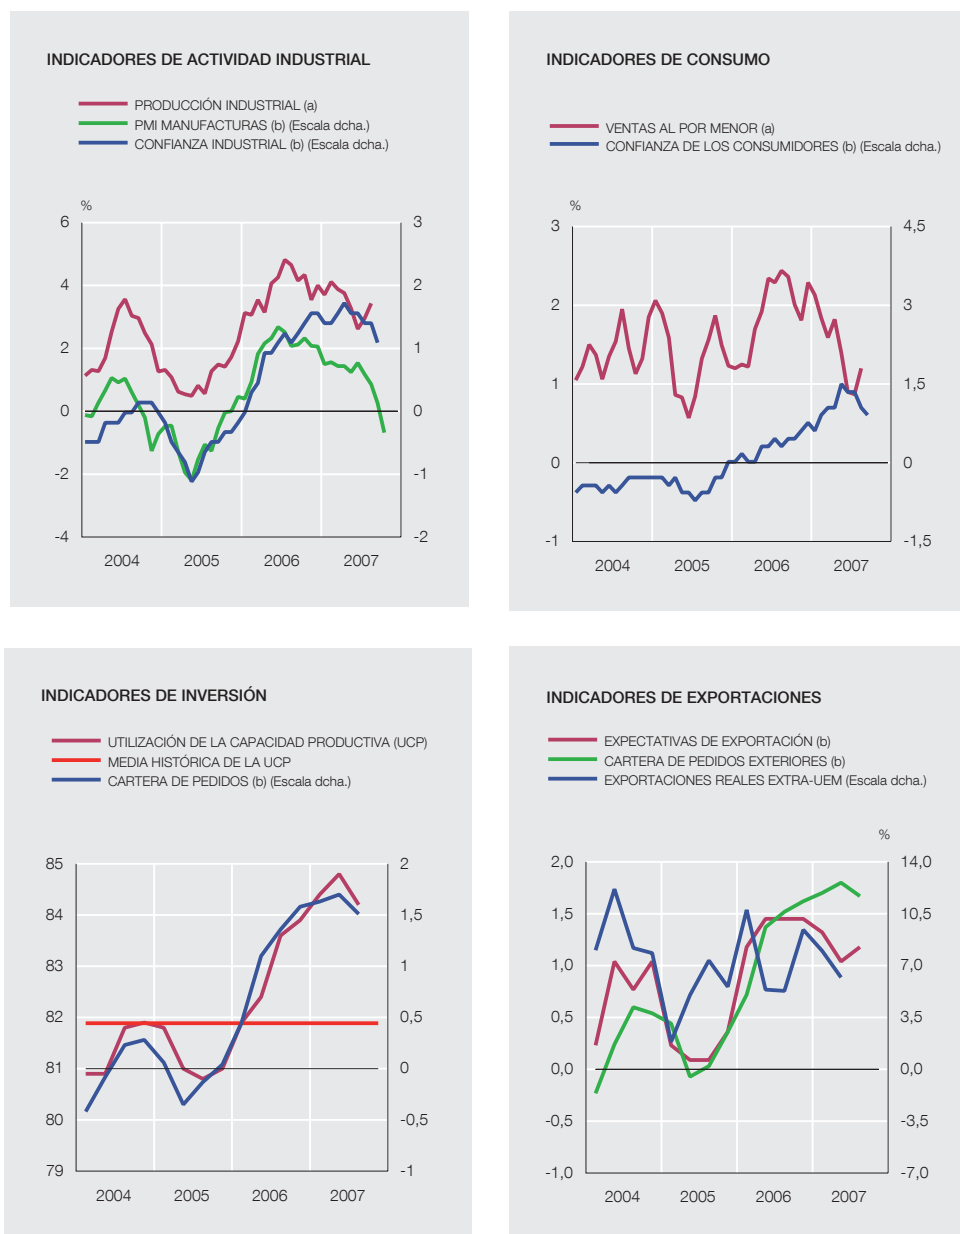 INDICADORES DE ACTIVIDAD INDUSTRIAL
PRODUCCIÓN INDUSTRIAL (a)
PMI MANUFACTURAS (b) (Escala dcha.)
CONFIANZA INDUSTRIAL (b) (Escala dcha.)
%
6 3
4 2
2 1
0 0
-2 -1
-4 -2
2004 2005 2006 2007
INDICADORES DE CONSUMO
VENTAS AL POR MENOR (a)
CONFIANZA DE LOS CONSUMIDORES (b) (Escala dcha.)
%
3 4,5
2 3
1 1,5
0 0
-1 -1,5
2004 2005 2006 2007
INDICADORES DE INVERSIÓN
UTILIZACIÓN DE LA CAPACIDAD PRODUCTIVA (UCP)
MEDIA HISTÓRICA DE LA UCP
CARTERA DE PEDIDOS (b) (Escala dcha.)
85 2
84 1,5
83 1
82 0,5
81 0
80 -0,5
79 -1
2004 2005 2006 2007
INDICADORES DE EXPORTACIONES
EXPECTATIVAS DE EXPORTACIÓN (b)
CARTERA DE PEDIDOS EXTERIORES (b)
EXPORTACIONES REALES EXTRA-UEM (Escala dcha.)
%
2,0 14,0
1,5 10,5
1,0 7,0
0,5 3,5
0,0 0,0
-0,5 -3,5
-1,0 -7,0
2004 2005 2006 2007